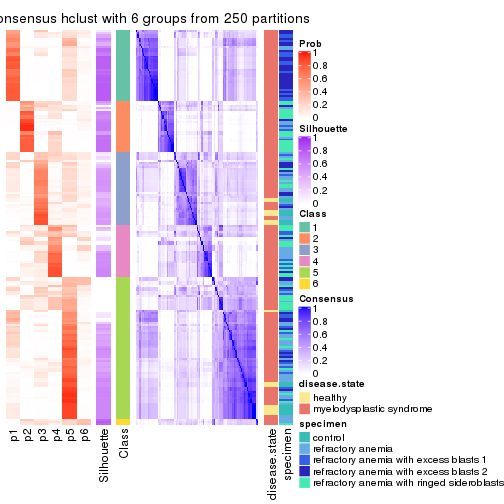 onsensus hclust with 6 groups from 250 partitions
Prob
1
0.8
0.6
0.4
0.2
0
Silhouette
1
0.8
0.6
0.4
0.2
0
Class
1
2
3
4
5
6
Consensus
1
0.8
0.6
0.4
0.2
0
disease.state
healthy
myelodysplastic syndrome
specimen
control
refractory anemia
refractory anemia with excess blasts 1
refractory anemia with excess blasts 2
refractory anemia with ringed sideroblasts
p1
p2
p3
p4
p5
p6
Silhouette
Class
disease.state
specimen